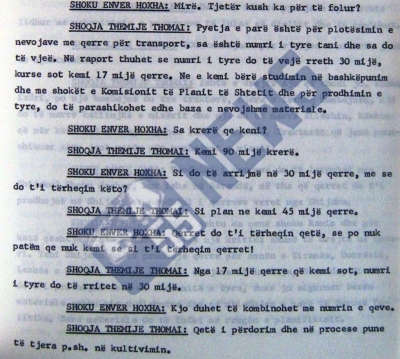 SHOKU ENVER HOXHA: Mirë. Tjetër kush ka për të folur?
SHOQJA THEMIJE THOMAI: Pyetja e parë është për plotësimin e
nevojave me qerre për transport, sa është numri i tyre tani dhe sa do
të vjeë. Në raport thuhet se numri i tyre do të vejë rreth 30 mijë,
kurse sot kemi 17 mijë qerre. Ne e kemi bërë studimin në bashkëpunim
dhe me shokët e Komisionit të Planit të Shtetit dhe për prodhimin e
tyre, do të parashikohet edhe baza e nevojshme materiale.
SHOKU ENVER HOXHA: Sa krerë qe keni?
SHOQJA THEMIJE THOMAI: Kemi 90 mijë krerë.
SHOKU ENVER HOXHA: Si do të arrijmë në 30 mijë qerre, me se
do t'i tërheqim këto?
SHOQJA THEMIJE THOMAI: Si plan ne kemi 45 mijë qerre.
SHOKU ENVER HOXHA: Qerret do t'i tërheqin qetë, se po nuk
patëm qe nuk kemi se si t'i tërheqim qerret!
SHOQJA THEMIJE THOMAI: Nga 17 mijë qerre që kemi sot, numri
i tyre do të rritet në 30 mijë.
SHOKU ENVER HOXHA: Kjo duhet të kombinohet me numrin e qeve.
SHOQJA THEMIJE THOMAI: Qetë i përdorim dhe në procese pune
të tjera p.sh. në kultivimin.
NEWS